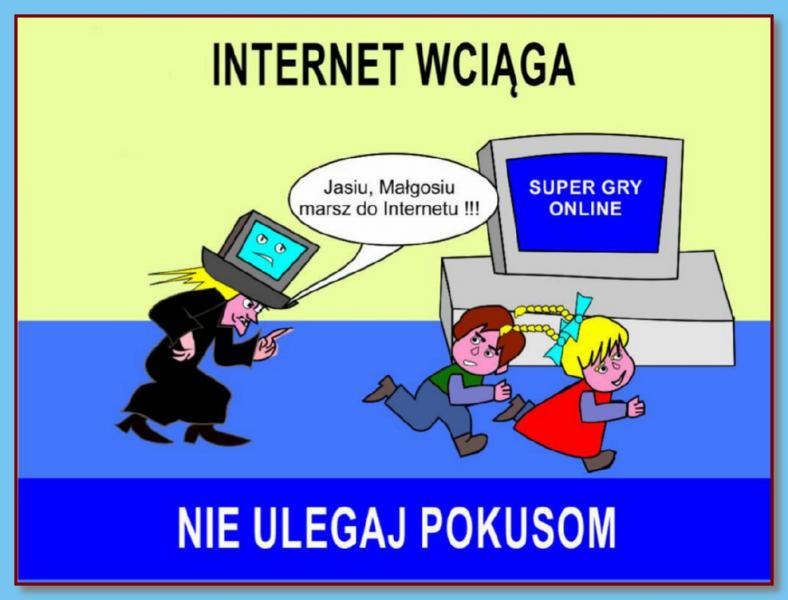 INTERNET WCIĄGA
Jasiu, Małgosiu
marsz do Internetu !!!
SUPER GRY
ONLINE
NIE ULEGAJ POKUSOM